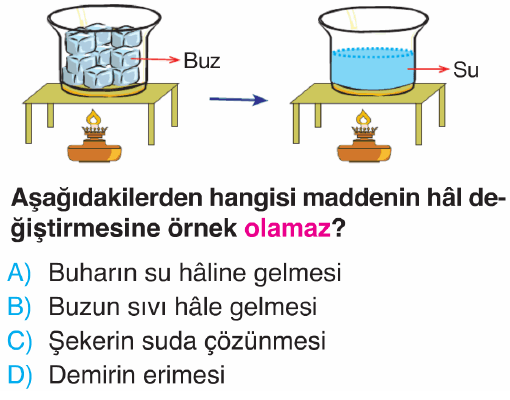 Buz
Su
Aşağıdakilerden hangisi maddenin hâl de-
ğiştirmesine örnek olamaz?
A) Buharın su hâline gelmesi
B) Buzun sıvı hâle gelmesi
C) Şekerin suda çözünmesi
D) Demirin erimesi